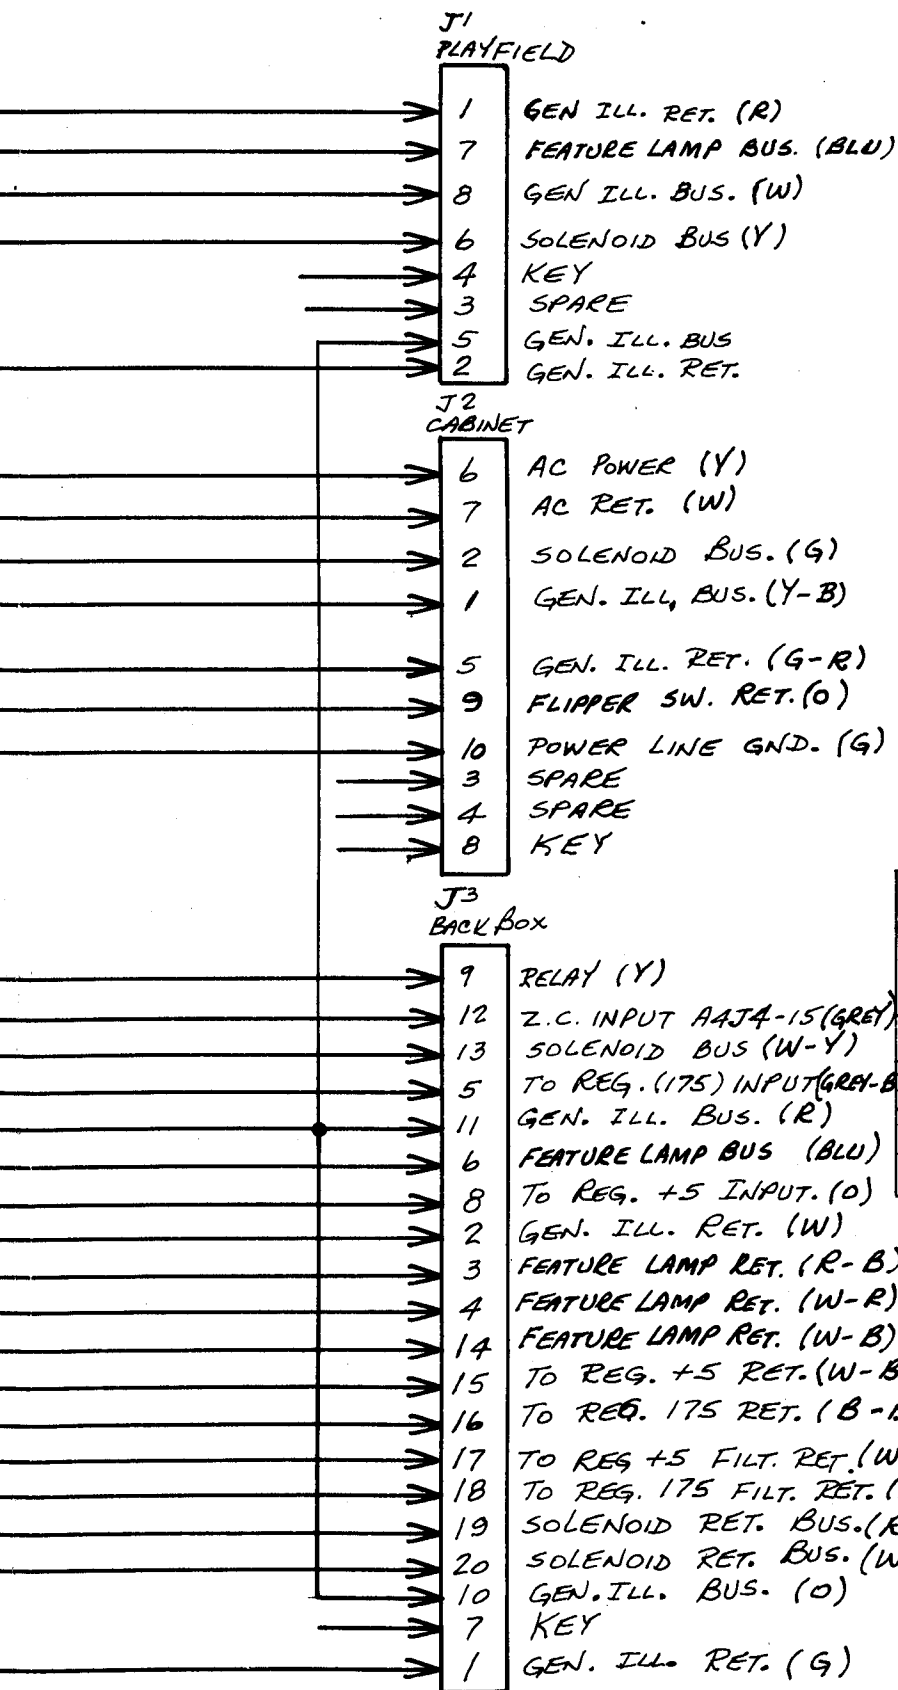 J1
PLAYFIELD
1 GEN ILL. RET. (R)
7 FEATURE LAMP BUS. (BLU)
8 GEN ILL. BUS. (W)
6 SOLENOID BUS (Y)
4 KEY
3 SPARE
5 GEN. ILL. BUS
2 GEN. ILL. RET.
J2
CABINET
6 AC POWER (Y)
7 AC RET. (W)
2 SOLENOID BUS. (G)
1 GEN. ILL, BUS. (Y-B)
5 GEN. ILL. RET. (G-R)
9 FLIPPER SW. RET. (O)
10 POWER LINE GND. (G)
3 SPARE
4 SPARE
8 KEY
J3
BACK BOX
9 RELAY (Y)
12 Z.C. INPUT A4J4-15 (GREY)
13 SOLENOID BUS (W-Y)
5 TO REG. (175) INPUT (GREY-B
11 GEN. ILL. BUS. (R)
6 FEATURE LAMP BUS (BLU)
8 TO REG. +5 INPUT. (O)
2 GEN. ILL. RET. (W)
3 FEATURE LAMP RET. (R-B)
4 FEATURE LAMP RET. (W-R)
14 FEATURE LAMP RET. (W-B)
15 TO REG. +5 RET. (W-B
16 TO REG. 175 RET. (B-
17 TO REG +5 FILT. RET. (W
18 TO REG. 175 FILT. RET. (
19 SOLENOID RET. BUS. (R
20 SOLENOID RET. BUS. (W
10 GEN. ILL. BUS. (O)
7 KEY
1 GEN. ILL. RET. (G)